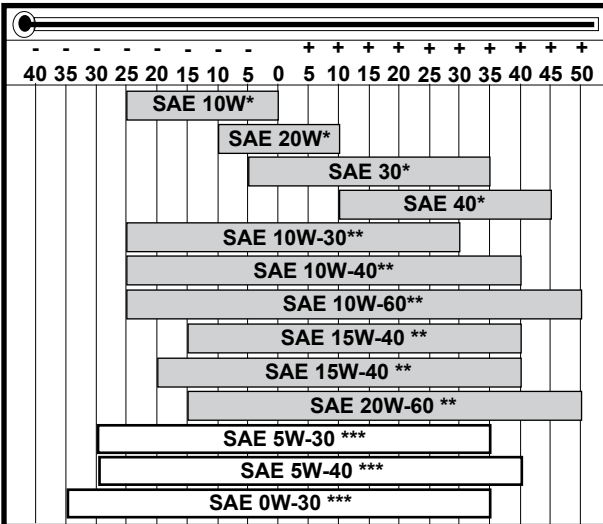 - - - - - - - - + + + + + + + + + +
40 35 30 25 20 15 10 5 0 5 10 15 20 25 30 35 40 45 50
SAE 10W*
SAE 20W*
SAE 30*
SAE 40*
SAE 10W-30**
SAE 10W-40**
SAE 10W-60**
SAE 15W-40 **
SAE 15W-40 **
SAE 20W-60 **
SAE 5W-30 ***
SAE 5W-40 ***
SAE 0W-30 ***